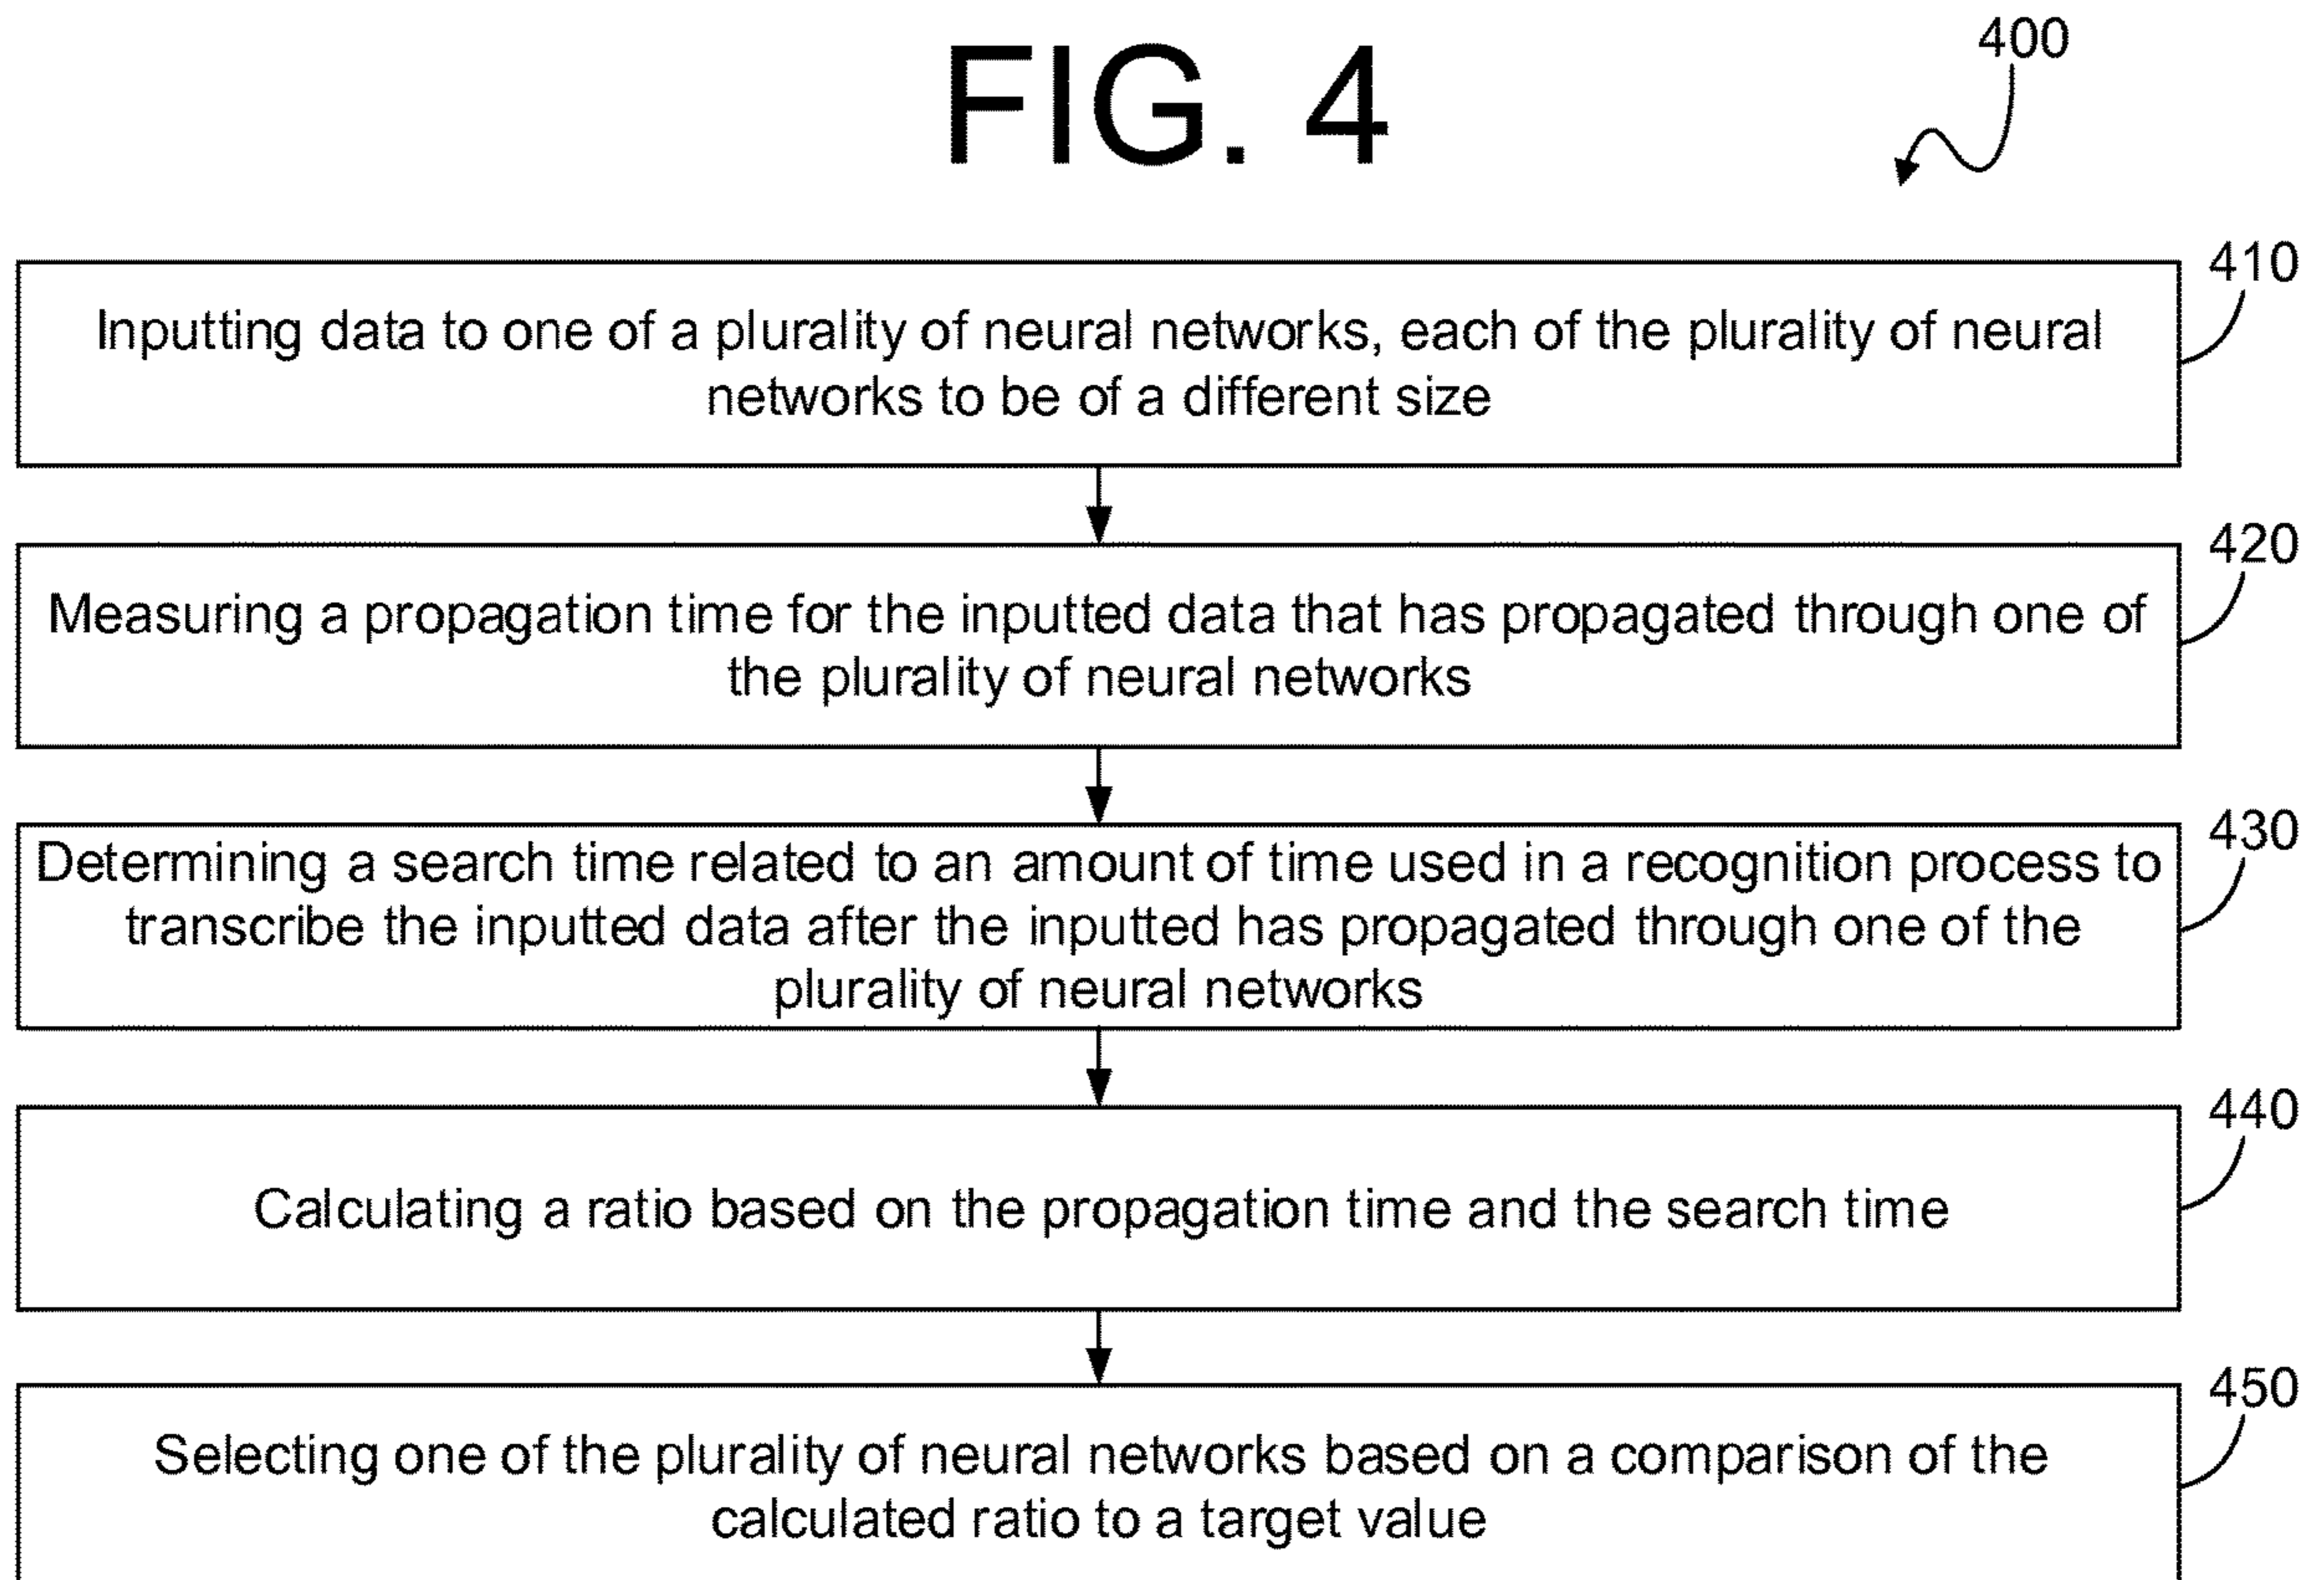 FIG. 4
400
410
Inputting data to one of a plurality of neural networks, each of the plurality of neural
networks to be of a different size
420
Measuring a propagation time for the inputted data that has propagated through one of
the plurality of neural networks
430
Determining a search time related to an amount of time used in a recognition process to
transcribe the inputted data after the inputted has propagated through one of the
plurality of neural networks
440
Calculating a ratio based on the propagation time and the search time
450
Selecting one of the plurality of neural networks based on a comparison of the
calculated ratio to a target value